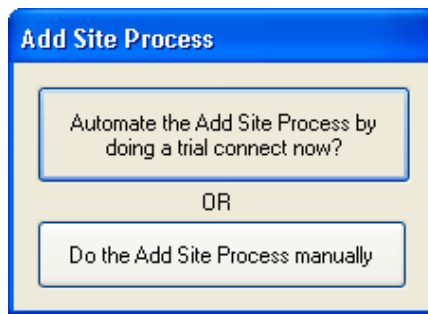 Add Site Process
Automate the Add Site Process by
doing a trial connect now?
OR
Do the Add Site Process manually